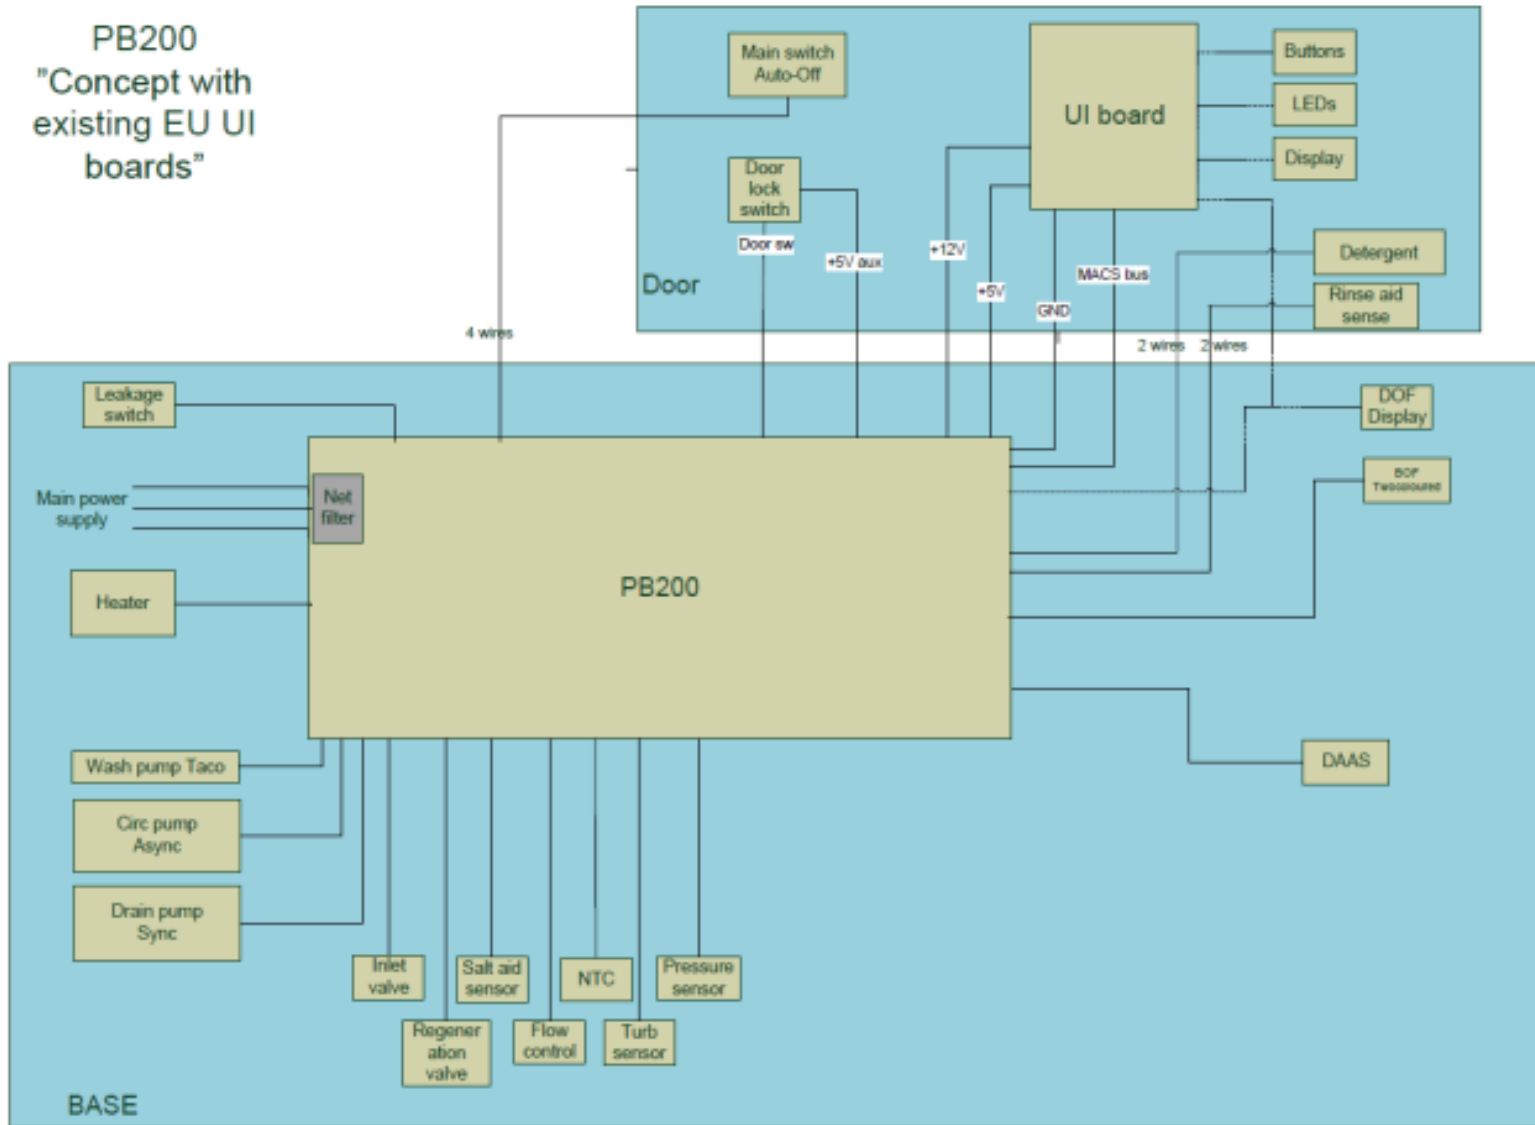 PB200
"Concept with
existing EU UI
boards"
Main switch
Auto-Off
UI board
Buttons
LEDs
Display
Door
lock
switch
Door sw
+5V aux
+12V
+5V
GND
MACS bus
Detergent
Rinse aid
sense
Door
4 wires
2 wires
2 wires
Leakage
switch
DOF
Display
BOF
Twocoloured
Main power
supply
Net
filter
PB200
Heater
DAAS
Wash pump Taco
Circ pump
Async
Drain pump
Sync
Inlet
valve
Salt aid
sensor
NTC
Pressure
sensor
Regener
ation
valve
Flow
control
Turb
sensor
BASE